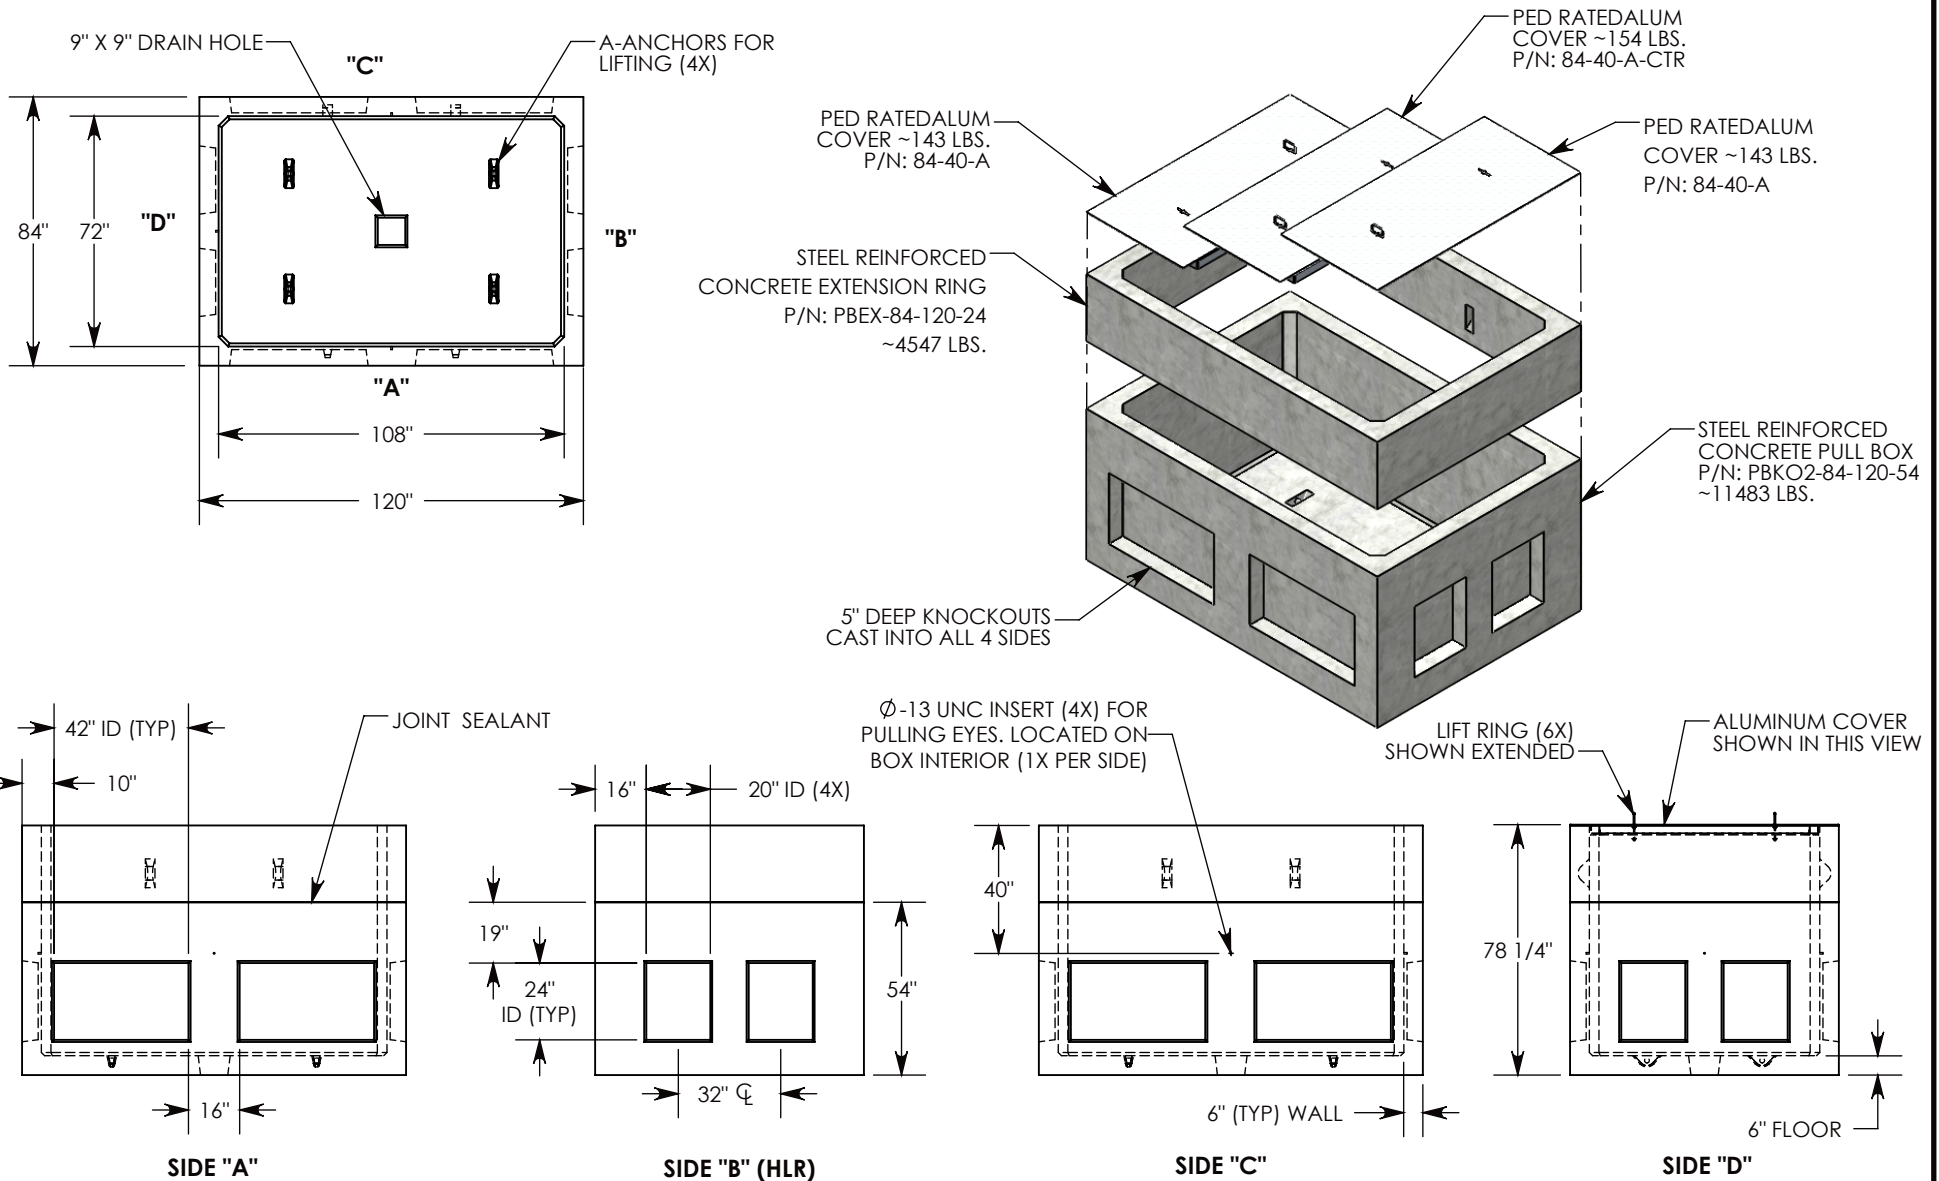 9" X 9" DRAIN HOLE
A-ANCHORS FOR
LIFTING (4X)
"C"
84"
72"
"D"
"B"
"A"
108"
120"
PED RATEDALUM
COVER ~154 LBS.
P/N: 84-40-A-CTR
PED RATEDALUM
COVER ~143 LBS.
P/N: 84-40-A
PED RATEDALUM
COVER ~143 LBS.
P/N: 84-40-A
STEEL REINFORCED
CONCRETE EXTENSION RING
P/N: PBEX-84-120-24
~4547 LBS.
STEEL REINFORCED
CONCRETE PULL BOX
P/N: PBKO2-84-120-54
~11483 LBS.
5" DEEP KNOCKOUTS
CAST INTO ALL 4 SIDES
42" ID (TYP)
JOINT SEALANT
10"
16"
SIDE "A"
16"
20" ID (4X)
19"
24"
ID (TYP)
54"
32" ℄
SIDE "B" (HLR)
Ø-13 UNC INSERT (4X) FOR
PULLING EYES. LOCATED ON
BOX INTERIOR (1X PER SIDE)
40"
6" (TYP) WALL
SIDE "C"
LIFT RING (6X)
SHOWN EXTENDED
ALUMINUM COVER
SHOWN IN THIS VIEW
78 1/4"
6" FLOOR
SIDE "D"